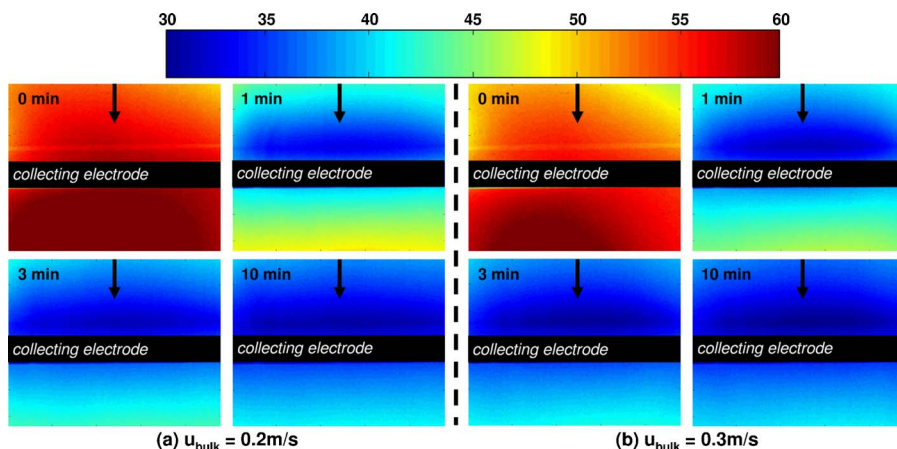 30 35 40 45 50 55 60
0 min
1 min
0 min
1 min
collecting electrode
collecting electrode
collecting electrode
collecting electrode
3 min
10 min
3 min
10 min
collecting electrode
collecting electrode
collecting electrode
collecting electrode
(a) u_bulk = 0.2m/s
(b) u_bulk = 0.3m/s